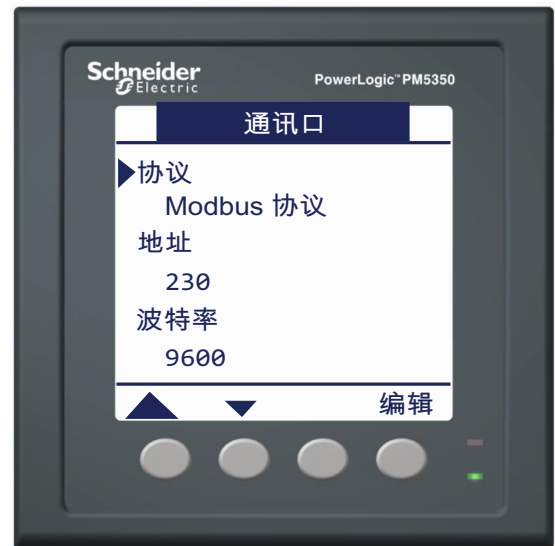 Schneider
Electric
PowerLogic™ PM5350
通讯口
协议
Modbus 协议
地址
230
波特率
9600
编辑